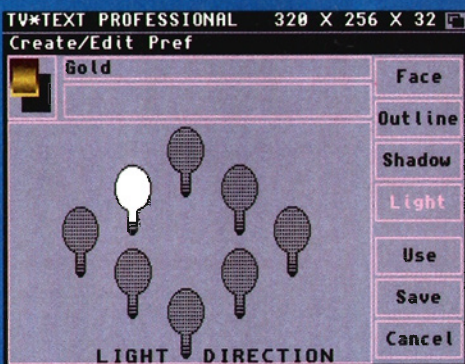 TV*TEXT PROFESSIONAL 320 X 256 X 32
Create/Edit Pref
Gold
Face
Outline
Shadow
Light
Use
Save
Cancel
LIGHT DIRECTION